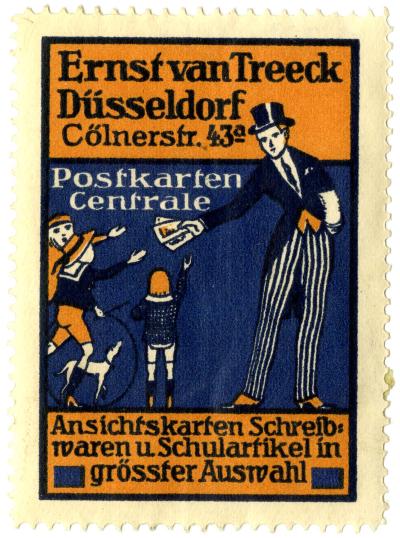 Ernst van Treeck
Düsseldorf
Cölnerstr. 43a
Postkarten
Centrale
Ansichtskarten Schreib=
waren u. Schulartikel in
grösster Auswahl